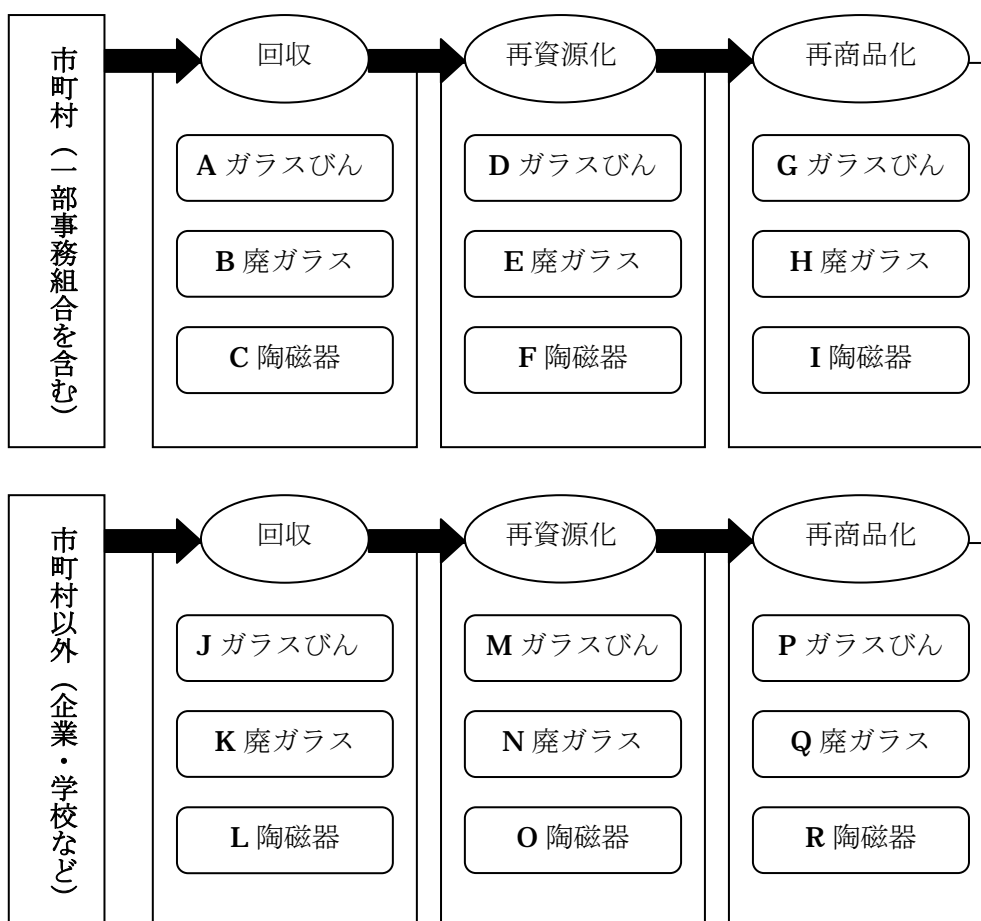 市町村（一部事務組合を含む）
回収
再資源化
再商品化
A ガラスびん
D ガラスびん
G ガラスびん
B 廃ガラス
E 廃ガラス
H 廃ガラス
C 陶磁器
F 陶磁器
I 陶磁器
市町村以外（企業・学校など）
回収
再資源化
再商品化
J ガラスびん
M ガラスびん
P ガラスびん
K 廃ガラス
N 廃ガラス
Q 廃ガラス
L 陶磁器
O 陶磁器
R 陶磁器